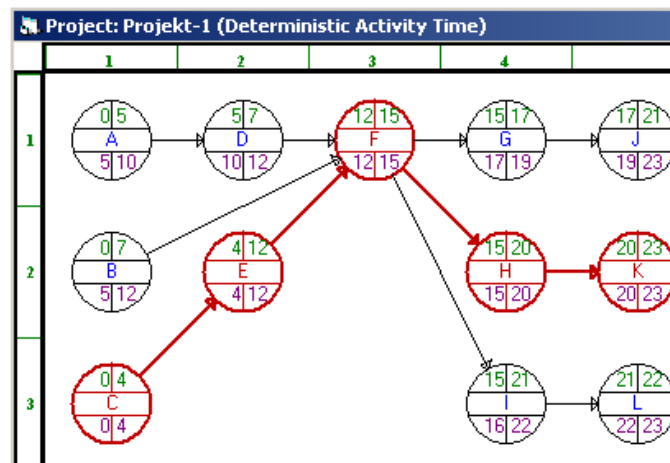 Project: Projekt-1 (Deterministic Activity Time)
1 2 3 4
1
0 5 5 7 12 15 15 17 17 21
A D F G J
5 10 10 12 12 15 17 19 19 23
2
0 7 4 12 15 20 20 23
B E H K
5 12 4 12 15 20 20 23
3
0 4 15 21 21 22
C I L
0 4 16 22 22 23